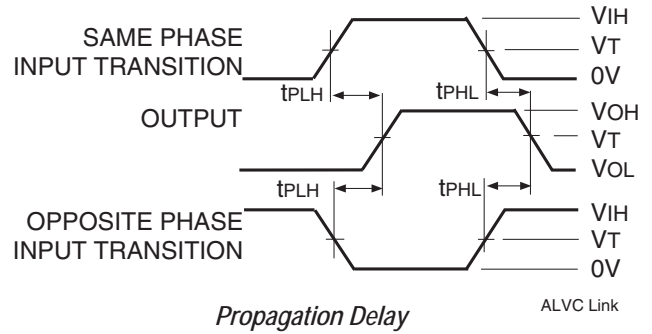 SAME PHASE
INPUT TRANSITION
VIH
VT
0V
tPLH
tPHL
OUTPUT
VOH
VT
VOL
tPLH
tPHL
OPPOSITE PHASE
INPUT TRANSITION
VIH
VT
0V
Propagation Delay
ALVC Link